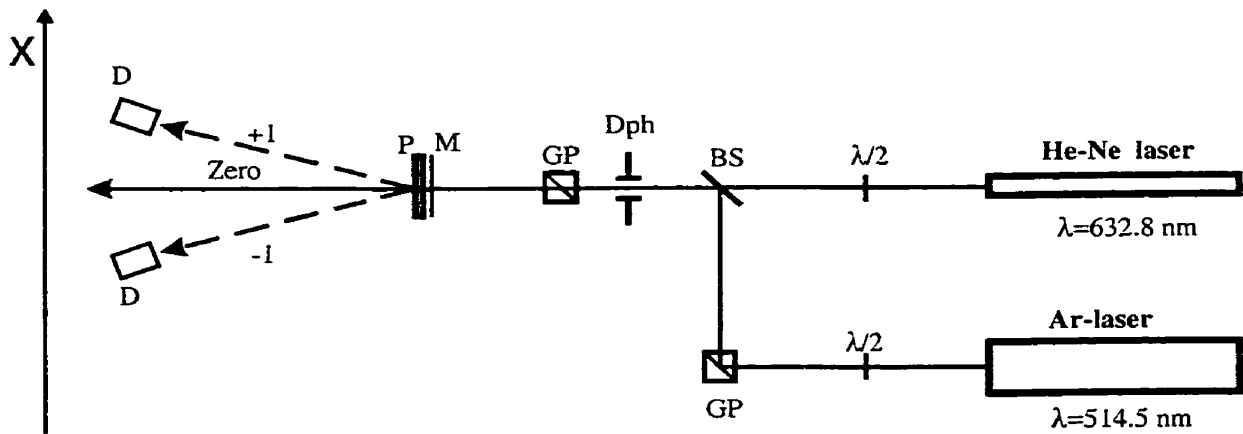 X
D
+1
Zero
-1
D
P
M
GP
Dph
BS
λ/2
He-Ne laser
λ=632.8 nm
GP
λ/2
Ar-laser
λ=514.5 nm